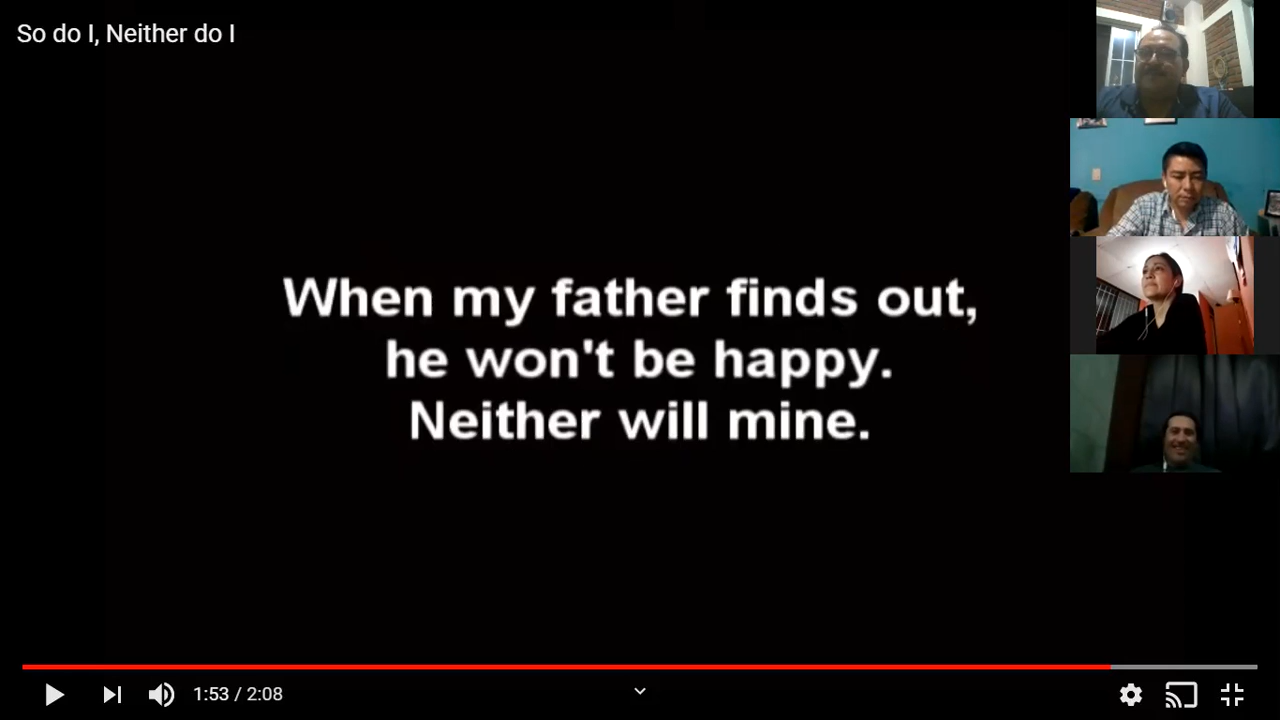 So do I, Neither do I
When my father finds out,
he won't be happy.
Neither will mine.
1:53 / 2:08